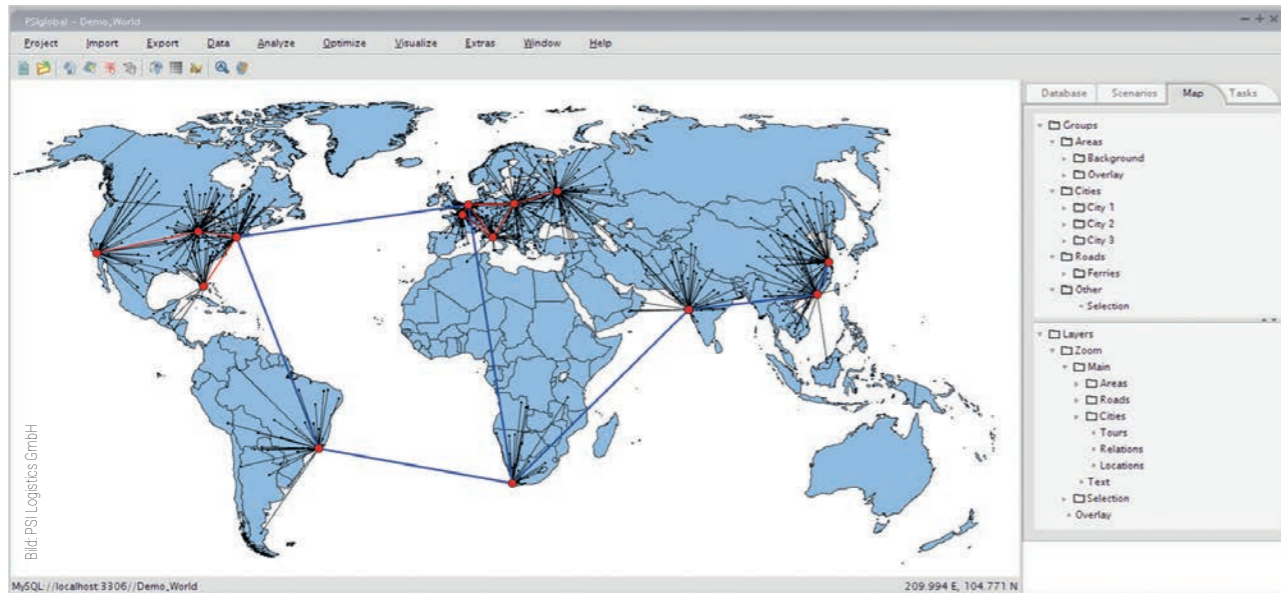 PSIglobal – Demo_World
Project Import Export Data Analyze Optimize Visualize Extras Window Help
Database Scenarios Map Tasks
Groups
Areas
Background
Overlay
Cities
City 1
City 2
City 3
Roads
Ferries
Other
Selection
Layers
Zoom
Main
Areas
Roads
Cities
Tours
Relations
Locations
Text
Selection
Overlay
Bild: PSI Logistics GmbH
MySQL://localhost:3306//Demo_World
209.994 E, 104.771 N